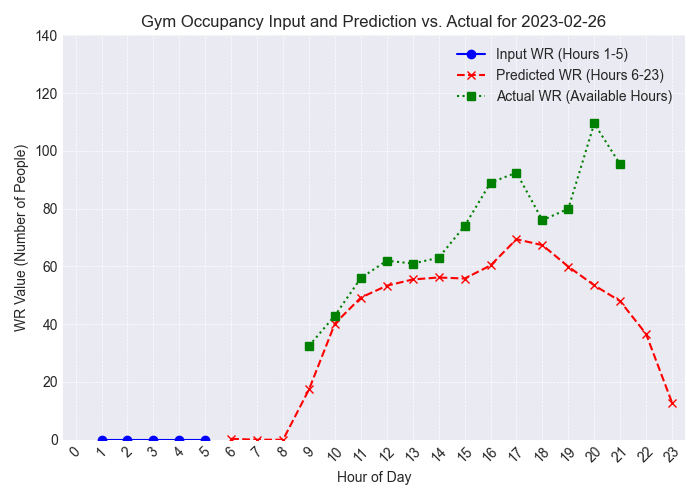 Gym Occupancy Input and Prediction vs. Actual for 2023-02-26
140
120
100
80
60
40
20
0
WR Value (Number of People)
Input WR (Hours 1-5)
Predicted WR (Hours 6-23)
Actual WR (Available Hours)
0 1 2 3 4 5 6 7 8 9 10 11 12 13 14 15 16 17 18 19 20 21 22 23
Hour of Day